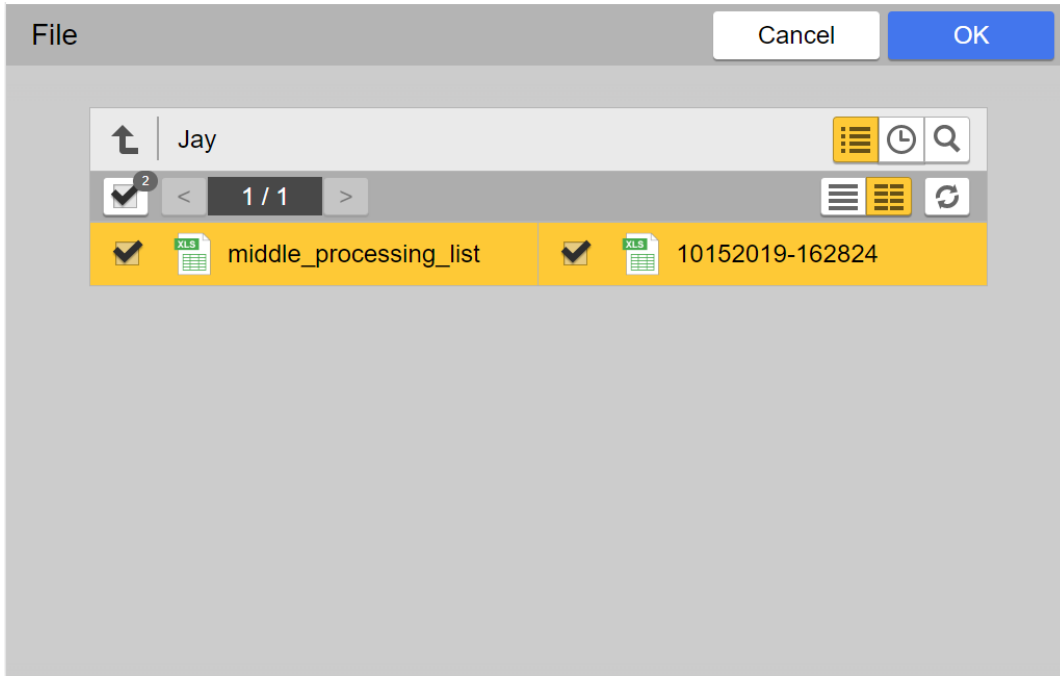 File Cancel OK
Jay
2
< 1 / 1 >
XLS middle_processing_list XLS 10152019-162824